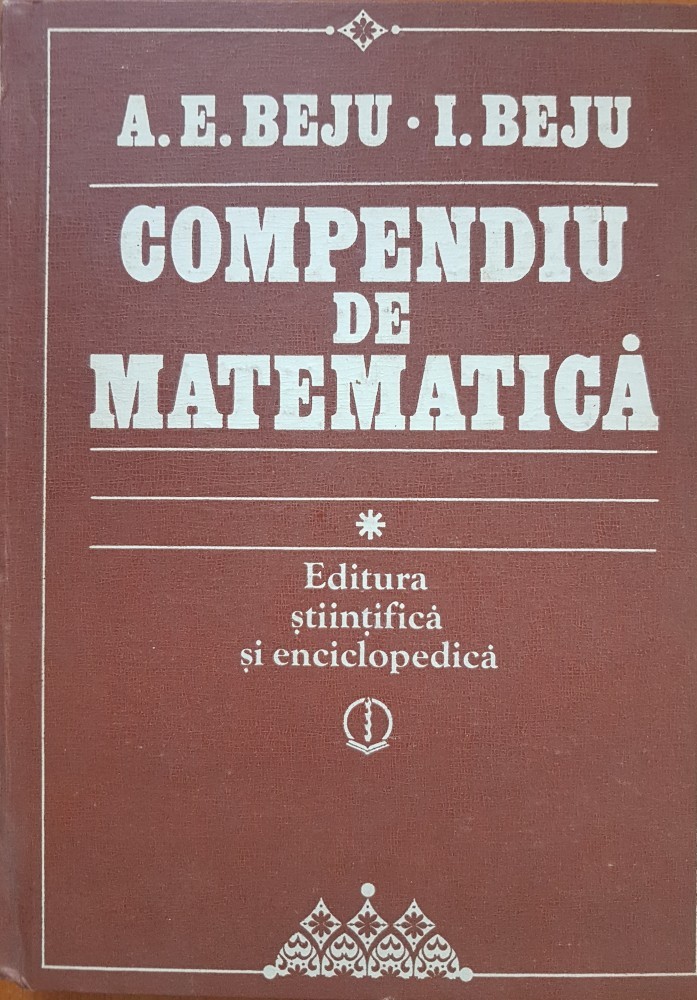 A. E. BEJU · I. BEJU
COMPENDIU
DE
MATEMATICĂ
*
Editura
științifică
și enciclopedică